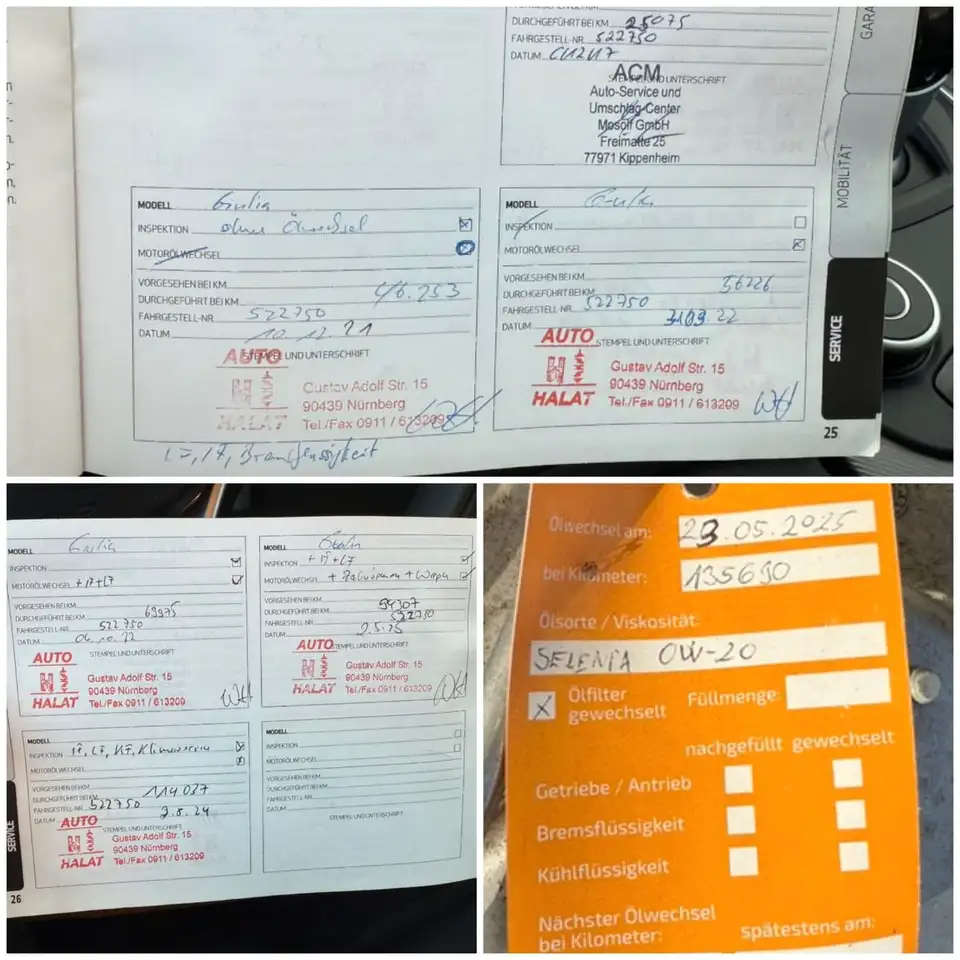 DURCHGEFÜHRT BEI KM 25075
FAHRGESTELL-NR. 522750
DATUM
STEMPEL UND UNTERSCHRIFT
ACM
Auto-Service und
Umschlag-Center
Mosolf GmbH
Freimatte 25
77971 Kippenheim
GARA
MOBILITÄT
SERVICE
25
MODELL Giulia
INSPEKTION ohne Ölwechsel
MOTORÖLWECHSEL
VORGESEHEN BEI KM
DURCHGEFÜHRT BEI KM 46.253
FAHRGESTELL-NR 522750
DATUM 10.12.21
STEMPEL UND UNTERSCHRIFT
AUTO
HALAT
Gustav Adolf Str. 15
90439 Nürnberg
Tel./Fax 0911 / 613209
MODELL
INSPEKTION
MOTORÖLWECHSEL
VORGESEHEN BEI KM
DURCHGEFÜHRT BEI KM 56226
FAHRGESTELL-NR 522750
DATUM
STEMPEL UND UNTERSCHRIFT
AUTO
HALAT
Gustav Adolf Str. 15
90439 Nürnberg
Tel./Fax 0911 / 613209
MODELL Giulia
INSPEKTION
MOTORÖLWECHSEL
VORGESEHEN BEI KM
DURCHGEFÜHRT BEI KM 69975
FAHRGESTELL-NR 522750
DATUM
STEMPEL UND UNTERSCHRIFT
AUTO
HALAT
Gustav Adolf Str. 15
90439 Nürnberg
Tel./Fax 0911 / 613209
MODELL
INSPEKTION
MOTORÖLWECHSEL
VORGESEHEN BEI KM
DURCHGEFÜHRT BEI KM 94307
FAHRGESTELL-NR 522750
DATUM
STEMPEL UND UNTERSCHRIFT
AUTO
HALAT
Gustav Adolf Str. 15
90439 Nürnberg
Tel./Fax 0911 / 613209
MODELL
INSPEKTION
MOTORÖLWECHSEL
VORGESEHEN BEI KM
DURCHGEFÜHRT BEI KM 114027
FAHRGESTELL-NR 522750
DATUM 2.8.24
STEMPEL UND UNTERSCHRIFT
AUTO
HALAT
Gustav Adolf Str. 15
90439 Nürnberg
Tel./Fax 0911 / 613209
MODELL
INSPEKTION
MOTORÖLWECHSEL
VORGESEHEN BEI KM
DURCHGEFÜHRT BEI KM
FAHRGESTELL-NR
DATUM
STEMPEL UND UNTERSCHRIFT
SERVICE
26
Ölwechsel am: 23.05.2025
bei Kilometer: 135690
Ölsorte / Viskosität:
SELENIA 0W-20
Ölfilter gewechselt
Füllmenge:
nachgefüllt gewechselt
Getriebe / Antrieb
Bremsflüssigkeit
Kühlflüssigkeit
Nächster Ölwechsel
bei Kilometer: spätestens am: